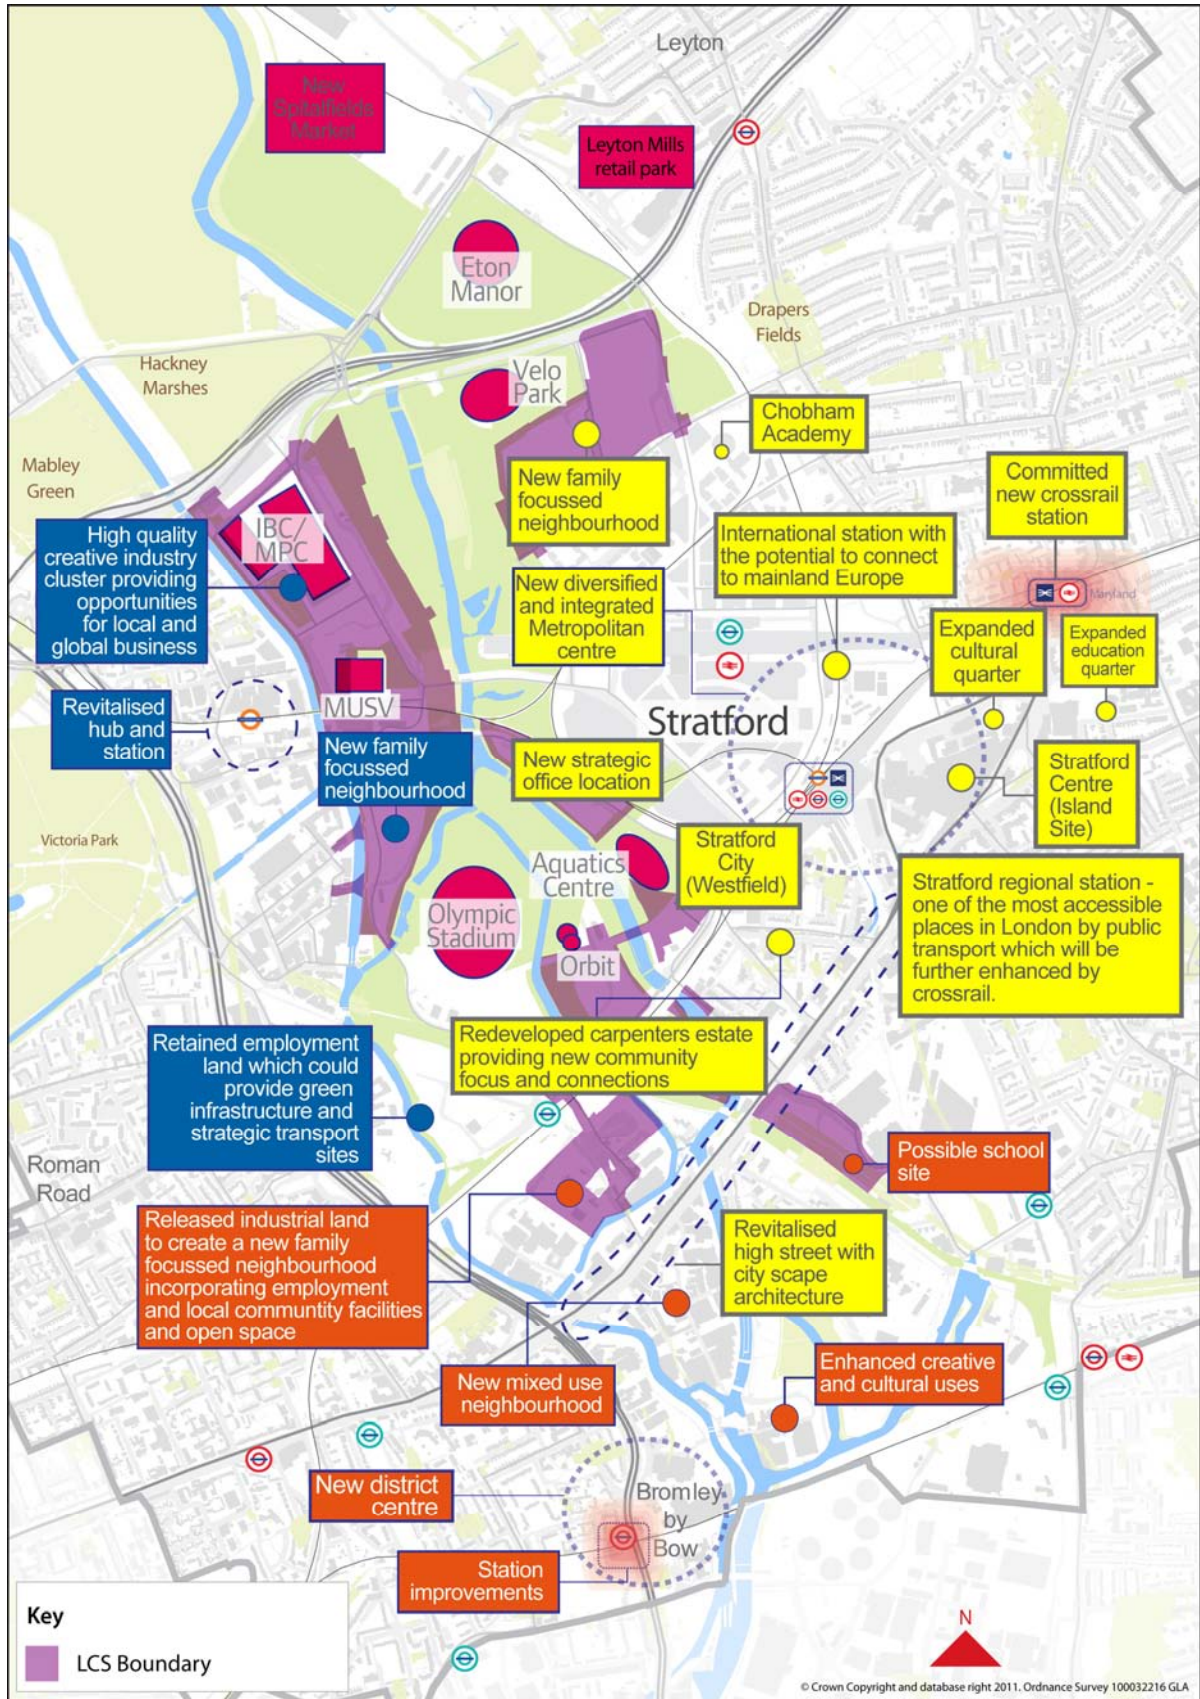 Leyton
New
Spitalfields
Market
Leyton Mills
retail park
Eton
Manor
Drapers
Fields
Hackney
Marshes
Velo
Park
Chobham
Academy
Mabley
Green
New family
focussed
neighbourhood
Committed
new crossrail
station
IBC/
MPC
High quality
creative industry
cluster providing
opportunities
for local and
global business
International station with
the potential to connect
to mainland Europe
New diversified
and integrated
Metropolitan
centre
Maryland
Expanded
cultural
quarter
Expanded
education
quarter
Revitalised
hub and
station
MUSV
Stratford
New family
focussed
neighbourhood
New strategic
office location
Stratford
Centre
(Island
Site)
Victoria Park
Stratford
City
(Westfield)
Aquatics
Centre
Olympic
Stadium
Orbit
Stratford regional station -
one of the most accessible
places in London by public
transport which will be
further enhanced by
crossrail.
Redeveloped carpenters estate
providing new community
focus and connections
Retained employment
land which could
provide green
infrastructure and
strategic transport
sites
Roman
Road
Possible school
site
Released industrial land
to create a new family
focussed neighbourhood
incorporating employment
and local communtity facilities
and open space
Revitalised
high street with
city scape
architecture
New mixed use
neighbourhood
Enhanced creative
and cultural uses
New district
centre
Bromley
by
Bow
Station
improvements
Key
LCS Boundary
N
© Crown Copyright and database right 2011. Ordnance Survey 100032216 GLA